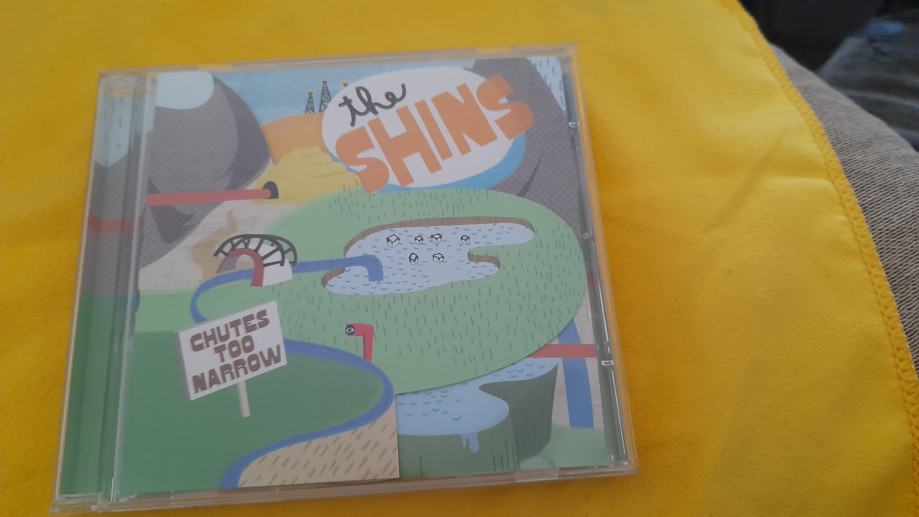 the
SHINS
CHUTES
TOO
NARROW